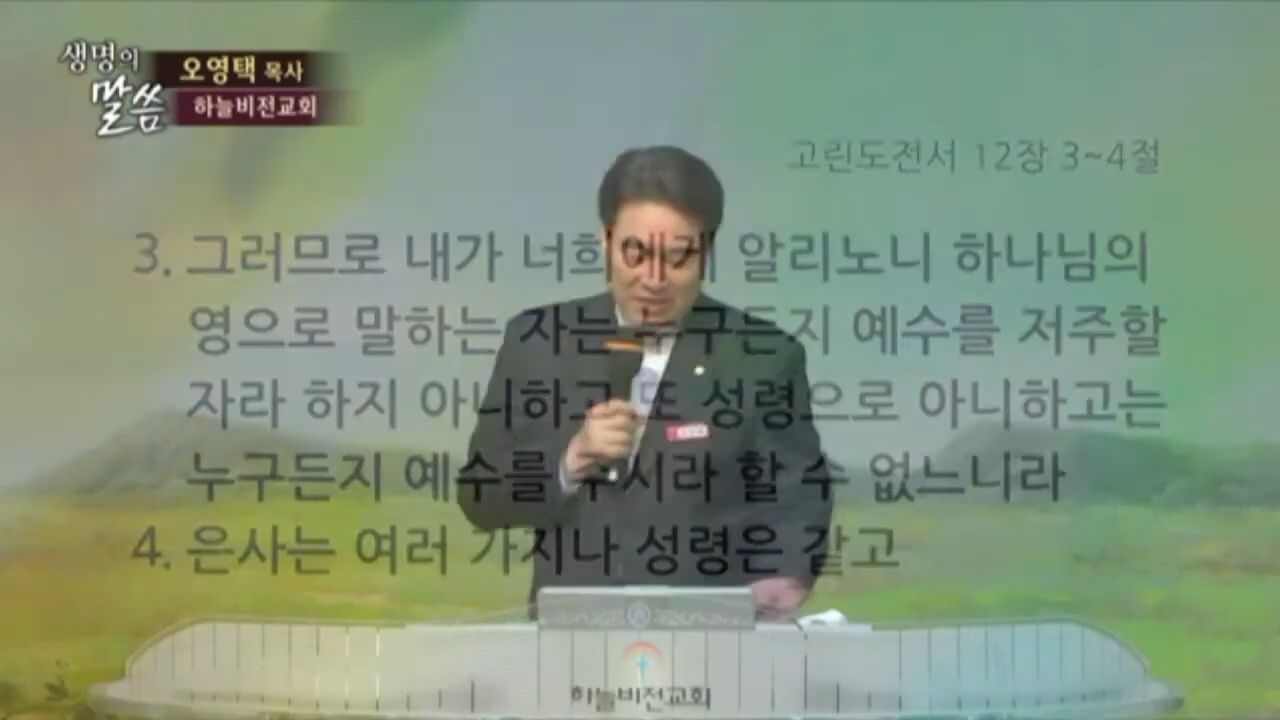 생명의
말씀
오영택 목사
하늘비전교회
고린도전서 12장 3~4절
3. 그러므로 내가 너희에게 알리노니 하나님의
영으로 말하는 자는 누구든지 예수를 저주할
자라 하지 아니하고 또 성령으로 아니하고는
누구든지 예수를 주시라 할 수 없느니라
4. 은사는 여러 가지나 성령은 같고
하늘비전교회